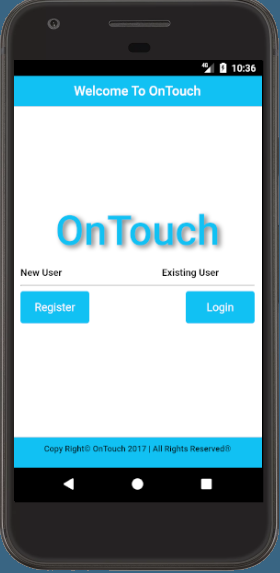 4G 10:36
Welcome To OnTouch
OnTouch
New User Existing User
Register Login
Copy Right© OnTouch 2017 | All Rights Reserved®